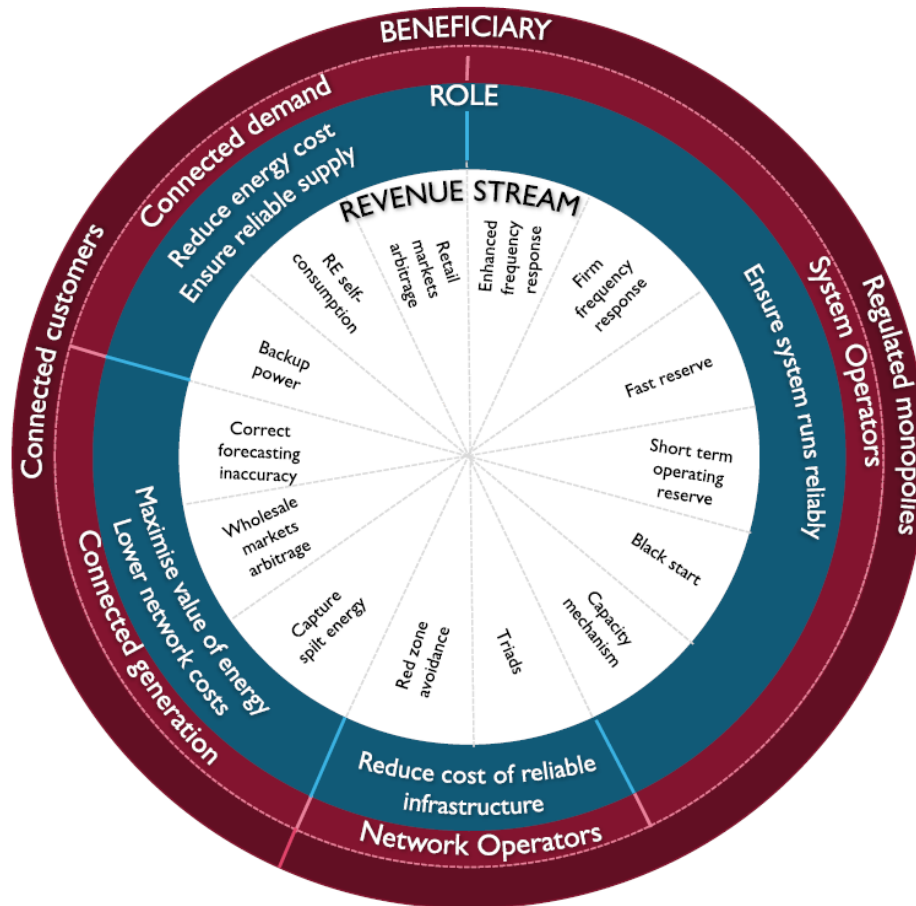 BENEFICIARY
ROLE
REVENUE STREAM
Connected customers
Connected demand
Reduce energy cost
Ensure reliable supply
Regulated monopolies
System Operators
Ensure system runs reliably
Enhanced
frequency
response
Firm
frequency
response
Fast reserve
Short term
operating
reserve
Black start
Capacity
mechanism
Triads
Red zone
avoidance
Capture
spilt energy
Wholesale
markets
arbitrage
Correct
forecasting
inaccuracy
Backup
power
RE self-
consumption
Retail
markets
arbitrage
Maximise value of energy
Lower network costs
Connected generation
Reduce cost of reliable
infrastructure
Network Operators